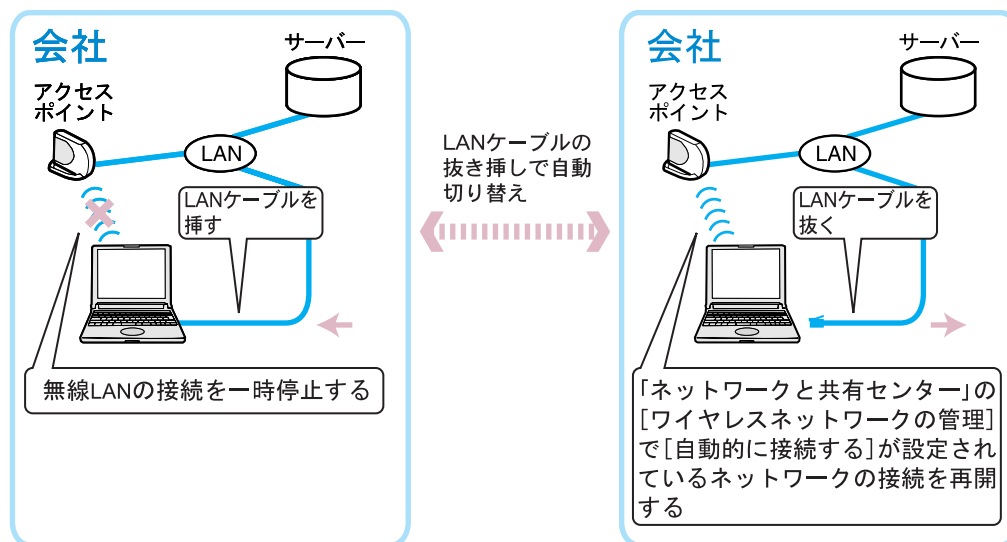 会社
サーバー
アクセス
ポイント
LAN
LANケーブルを
挿す
無線LANの接続を一時停止する
LANケーブルの
抜き挿しで自動
切り替え
会社
サーバー
アクセス
ポイント
LAN
LANケーブルを
抜く
「ネットワークと共有センター」の
[ワイヤレスネットワークの管理]
で[自動的に接続する]が設定され
ているネットワークの接続を再開
する